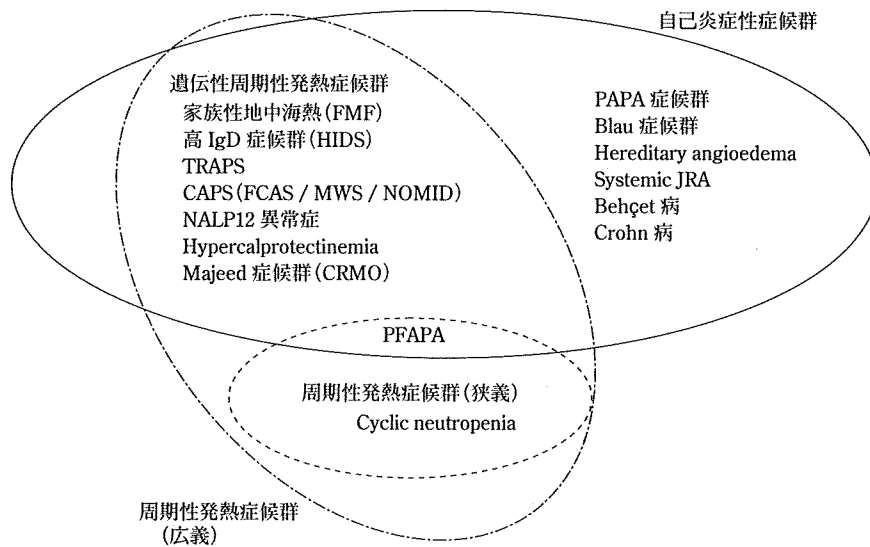 自己炎症性症候群
遺伝性周期性発熱症候群
家族性地中海熱(FMF)
高 IgD 症候群(HIDS)
TRAPS
CAPS(FCAS / MWS / NOMID)
NALP12 異常症
Hypercalprotectinemia
Majeed 症候群(CRMO)
PAPA 症候群
Blau 症候群
Hereditary angioedema
Systemic JRA
Behçet 病
Crohn 病
PFAPA
周期性発熱症候群(狭義)
Cyclic neutropenia
周期性発熱症候群
(広義)